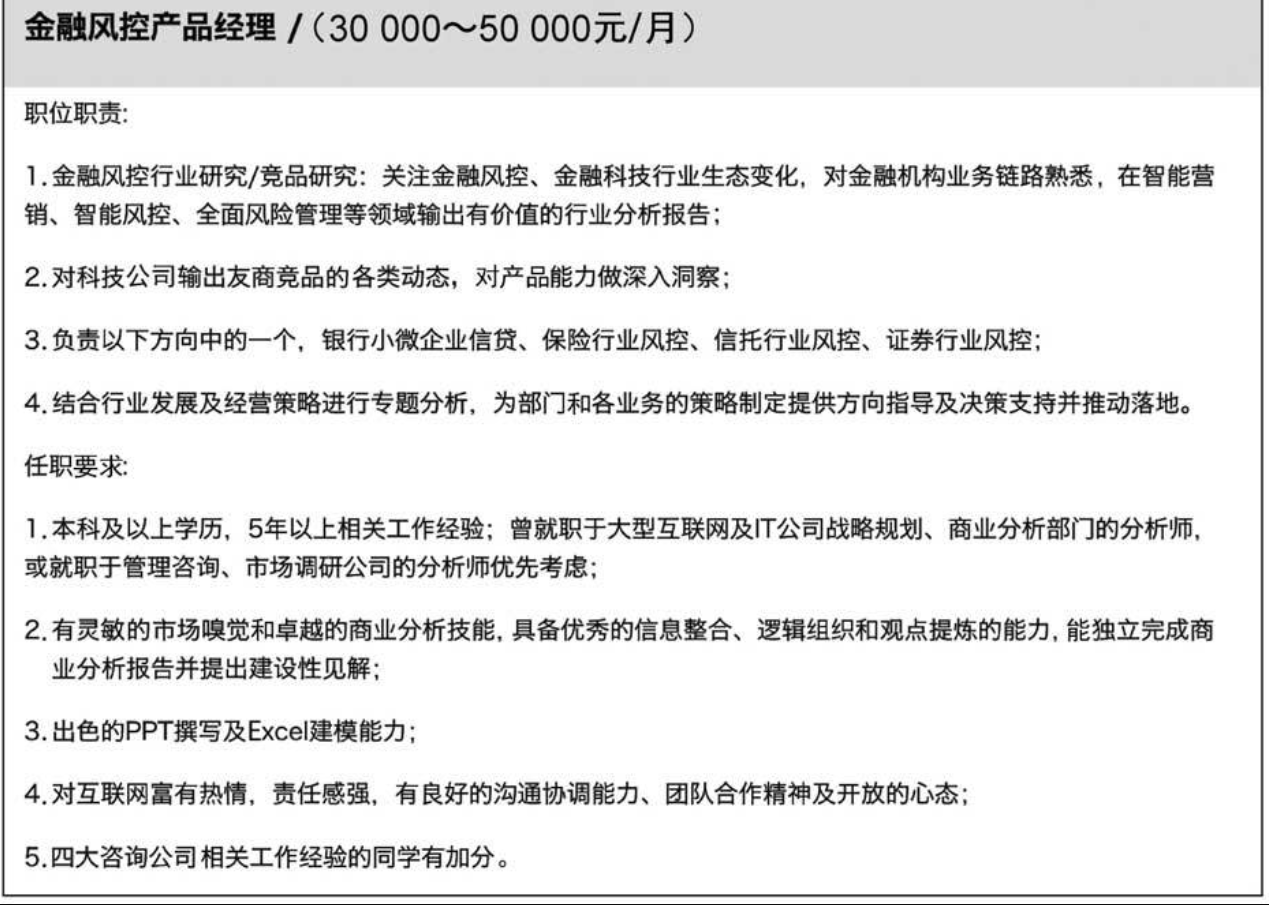 金融风控产品经理 /（30 000～50 000元/月）
职位职责:
1.金融风控行业研究/竞品研究：关注金融风控、金融科技行业生态变化，对金融机构业务链路熟悉，在智能营
销、智能风控、全面风险管理等领域输出有价值的行业分析报告；
2.对科技公司输出友商竞品的各类动态，对产品能力做深入洞察；
3.负责以下方向中的一个，银行小微企业信贷、保险行业风控、信托行业风控、证券行业风控；
4.结合行业发展及经营策略进行专题分析，为部门和各业务的策略制定提供方向指导及决策支持并推动落地。
任职要求:
1.本科及以上学历，5年以上相关工作经验；曾就职于大型互联网及IT公司战略规划、商业分析部门的分析师，
或就职于管理咨询、市场调研公司的分析师优先考虑；
2.有灵敏的市场嗅觉和卓越的商业分析技能，具备优秀的信息整合、逻辑组织和观点提炼的能力，能独立完成商
业分析报告并提出建设性见解；
3.出色的PPT撰写及Excel建模能力；
4.对互联网富有热情，责任感强，有良好的沟通协调能力、团队合作精神及开放的心态；
5.四大咨询公司相关工作经验的同学有加分。